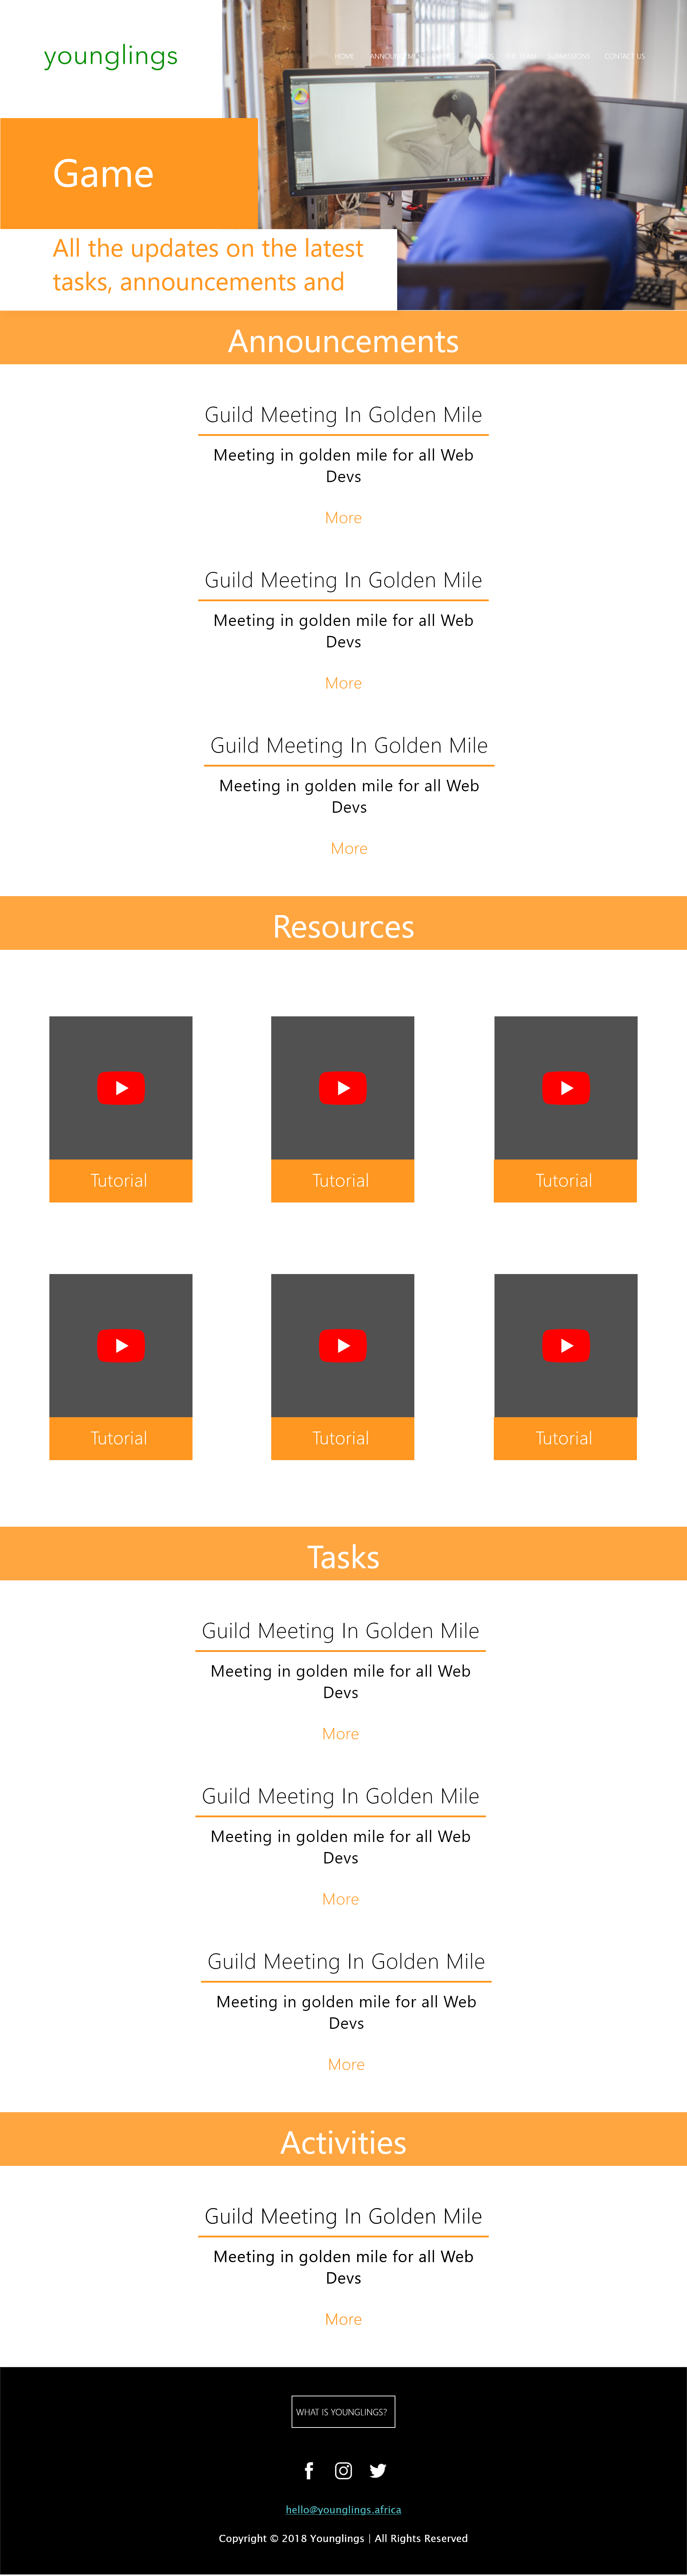 younglings
HOME ANNOUNCEMENTS SUBMISSIONS CONTACT US
Game
All the updates on the latest
tasks, announcements and
Announcements
Guild Meeting In Golden Mile
Meeting in golden mile for all Web
Devs
More
Guild Meeting In Golden Mile
Meeting in golden mile for all Web
Devs
More
Guild Meeting In Golden Mile
Meeting in golden mile for all Web
Devs
More
Resources
Tutorial Tutorial Tutorial
Tutorial Tutorial Tutorial
Tasks
Guild Meeting In Golden Mile
Meeting in golden mile for all Web
Devs
More
Guild Meeting In Golden Mile
Meeting in golden mile for all Web
Devs
More
Guild Meeting In Golden Mile
Meeting in golden mile for all Web
Devs
More
Activities
Guild Meeting In Golden Mile
Meeting in golden mile for all Web
Devs
More
WHAT IS YOUNGLINGS?
hello@younglings.africa
Copyright © 2018 Younglings | All Rights Reserved